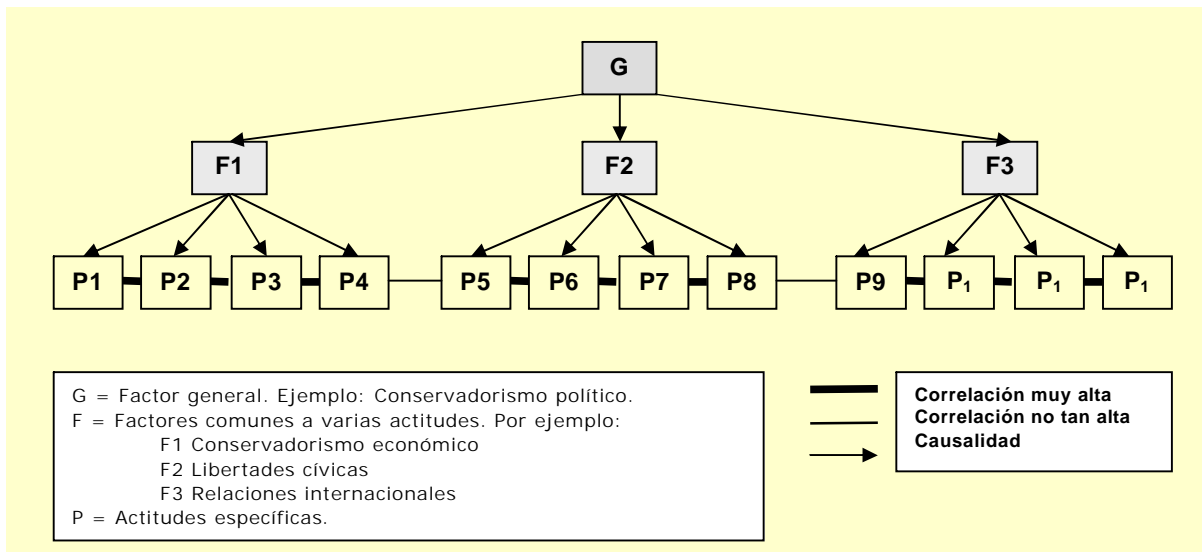 G
F1 F2 F3
P1 P2 P3 P4 P5 P6 P7 P8 P9 P₁ P₁ P₁
G = Factor general. Ejemplo: Conservadorismo político.
F = Factores comunes a varias actitudes. Por ejemplo:
F1 Conservadorismo económico
F2 Libertades cívicas
F3 Relaciones internacionales
P = Actitudes específicas.
Correlación muy alta
Correlación no tan alta
Causalidad